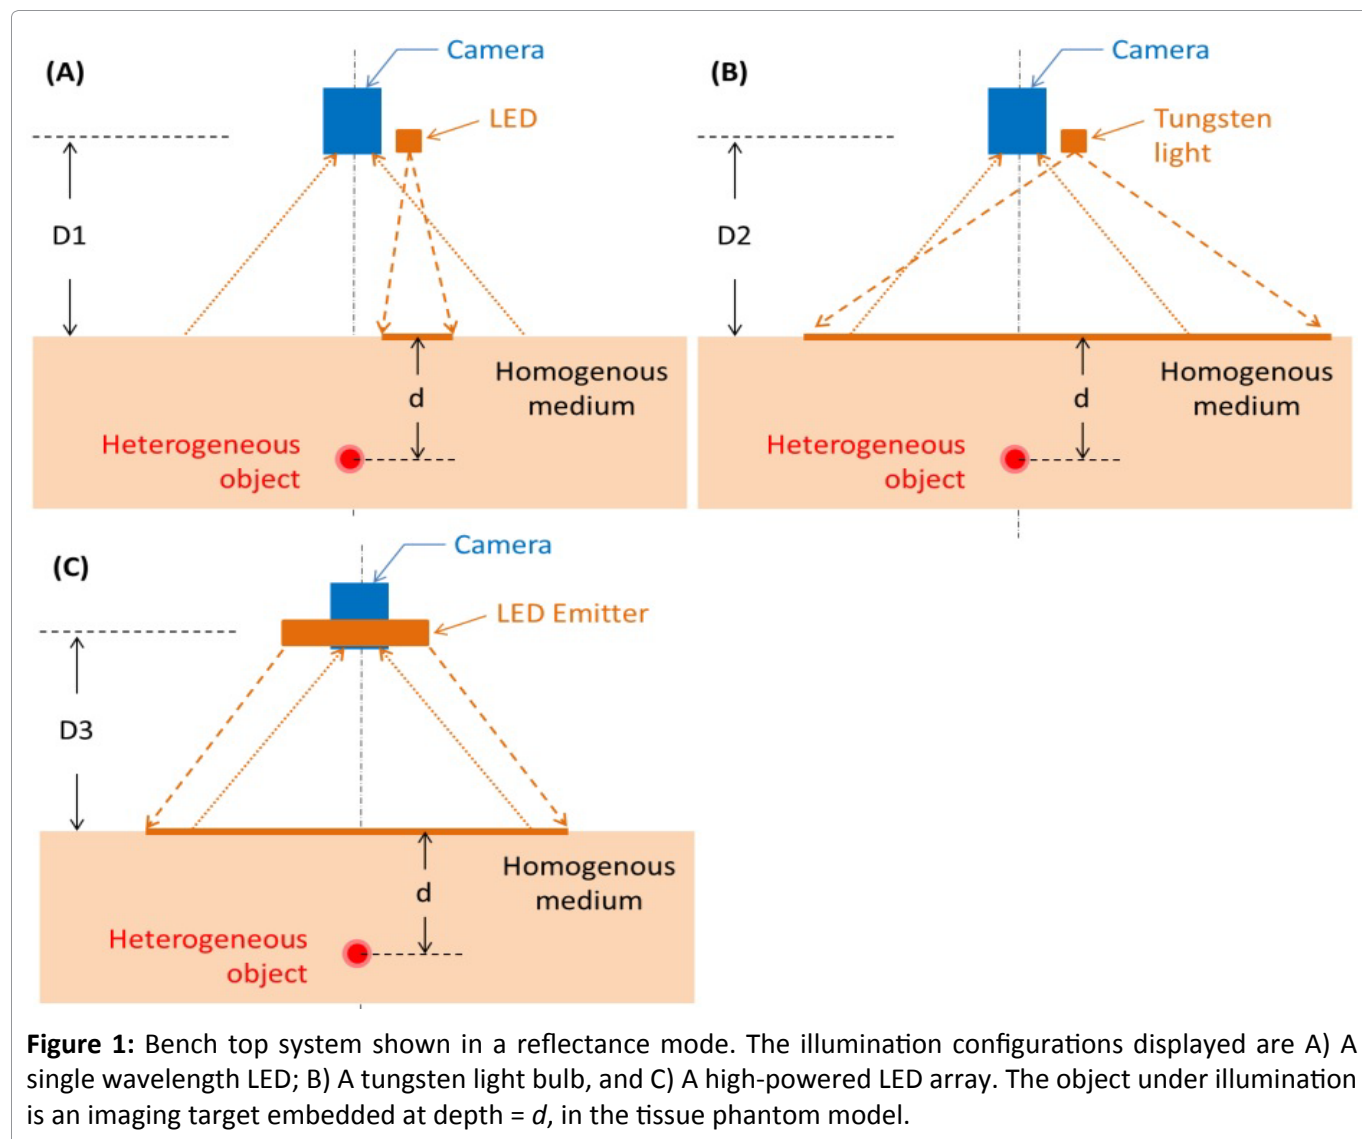 (A)
Camera
LED
D1
d
Homogenous
medium
Heterogeneous
object
(B)
Camera
Tungsten
light
D2
d
Homogenous
medium
Heterogeneous
object
(C)
Camera
LED Emitter
D3
d
Homogenous
medium
Heterogeneous
object
Figure 1: Bench top system shown in a reflectance mode. The illumination configurations displayed are A) A
single wavelength LED; B) A tungsten light bulb, and C) A high-powered LED array. The object under illumination
is an imaging target embedded at depth = d, in the tissue phantom model.